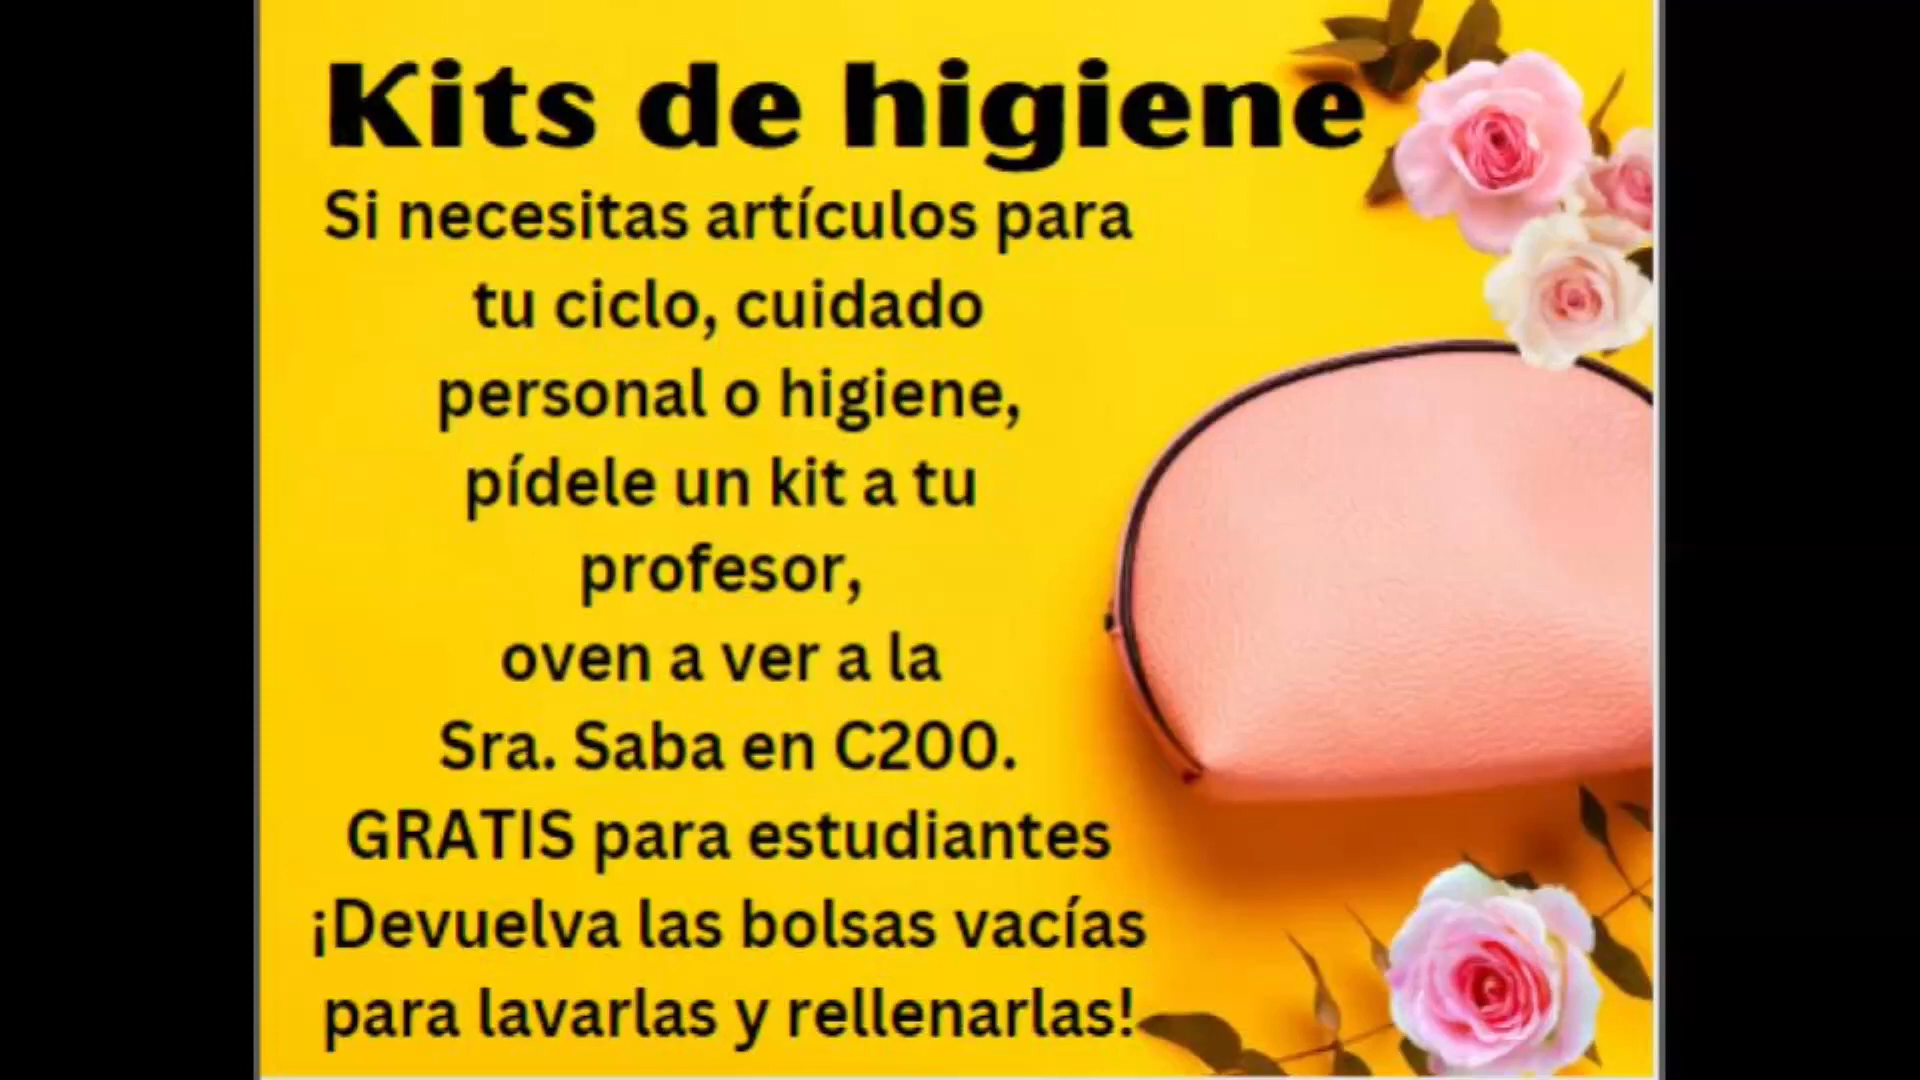 Kits de higiene
Si necesitas artículos para
tu ciclo, cuidado
personal o higiene,
pídele un kit a tu
profesor,
oven a ver a la
Sra. Saba en C200.
GRATIS para estudiantes
¡Devuelva las bolsas vacías
para lavarlas y rellenarlas!